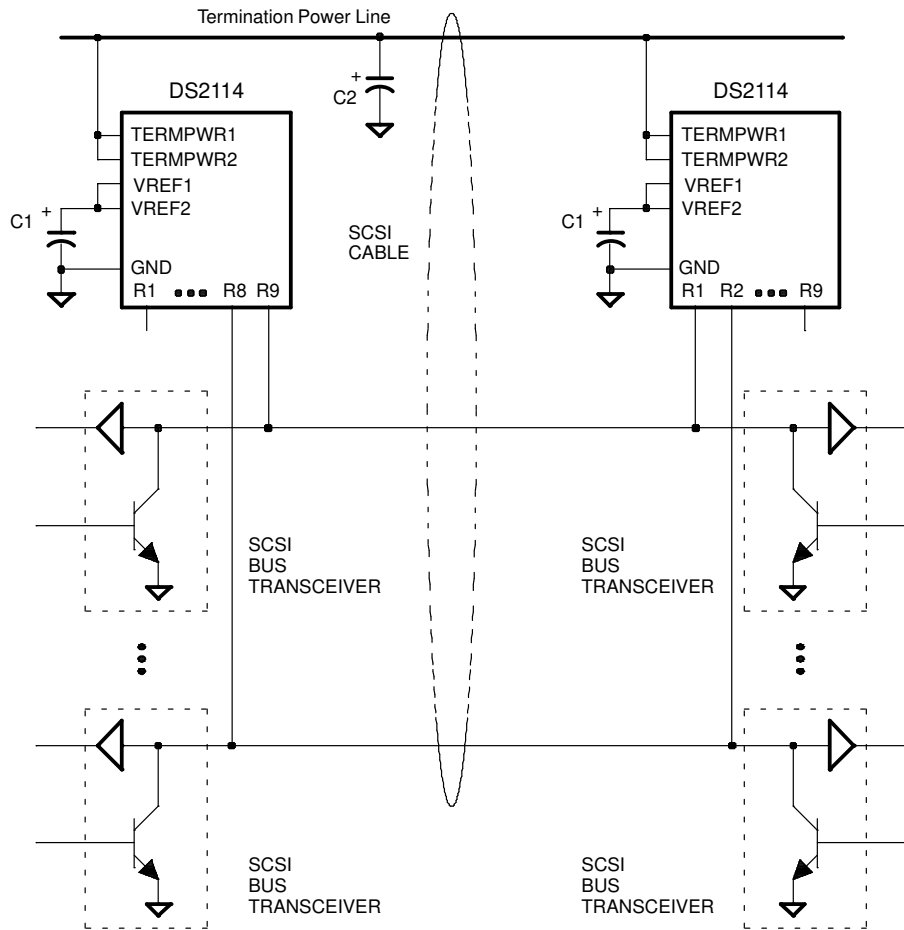 Termination Power Line
DS2114
TERMPWR1
TERMPWR2
VREF1
VREF2
GND
R1 ●●● R8 R9
C1 +
+
C2
SCSI
CABLE
DS2114
TERMPWR1
TERMPWR2
VREF1
VREF2
GND
R1 R2 ●●● R9
C1 +
SCSI
BUS
TRANSCEIVER
SCSI
BUS
TRANSCEIVER
SCSI
BUS
TRANSCEIVER
SCSI
BUS
TRANSCEIVER